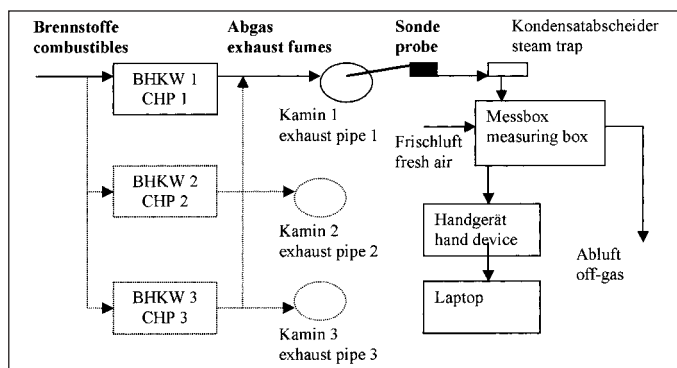 Brennstoffe
combustibles
Abgas
exhaust fumes
Sonde
probe
Kondensatabscheider
steam trap
BHKW 1
CHP 1
Kamin 1
exhaust pipe 1
Frischluft
fresh air
Messbox
measuring box
BHKW 2
CHP 2
Kamin 2
exhaust pipe 2
Handgerät
hand device
Abluft
off-gas
BHKW 3
CHP 3
Kamin 3
exhaust pipe 3
Laptop